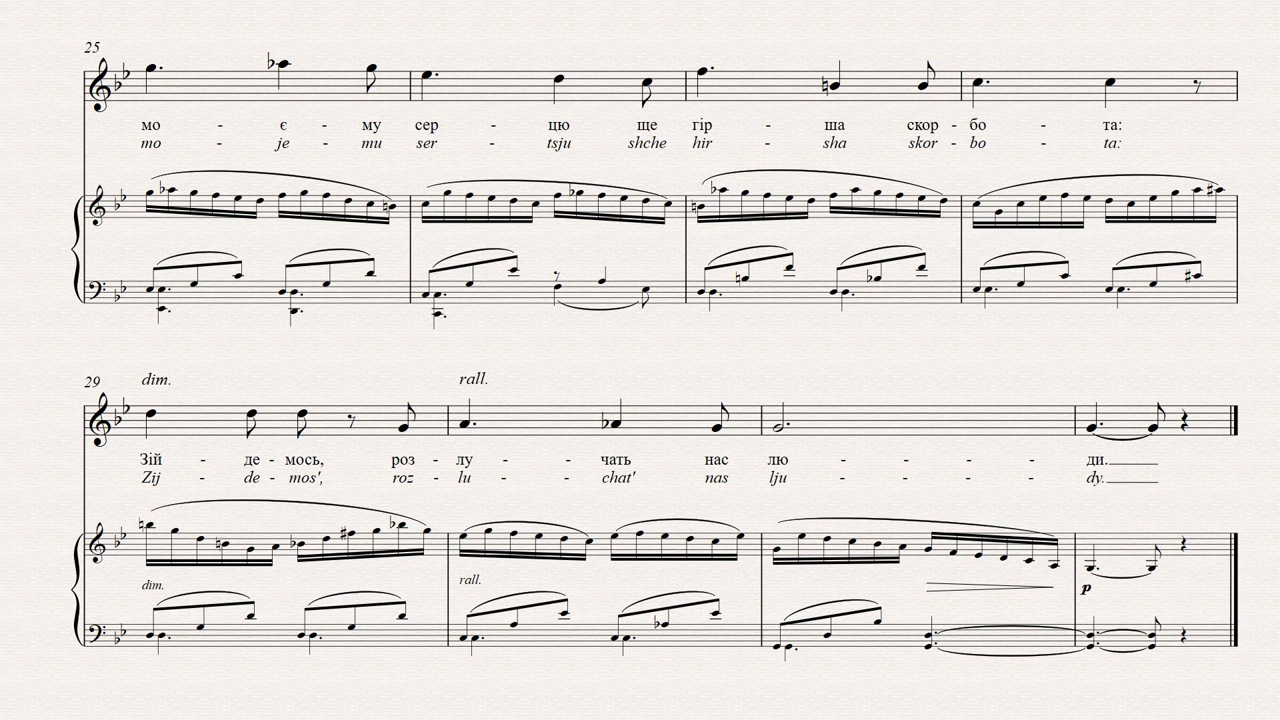 25
мо - є - му сер - цю ще гір - ша скор - бо - та:
mo - je - mu ser - tsju shche hir - sha skor - bo - ta:
29
dim. rall.
Зій - де - мось, роз - лу - чать нас лю - - - - ди.
Zij - de - mos', roz - lu - chat' nas lju - - - - dy.
dim. rall.
p